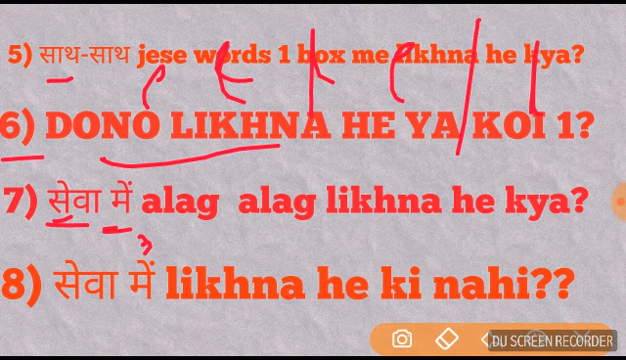 5) साथ-साथ jese words 1 box me likhna he kya?
6) DONO LIKHNA HE YA KOI 1?
7) सेवा में alag alag likhna he kya?
3
8) सेवा में likhna he ki nahi??
DU SCREEN RECORDER